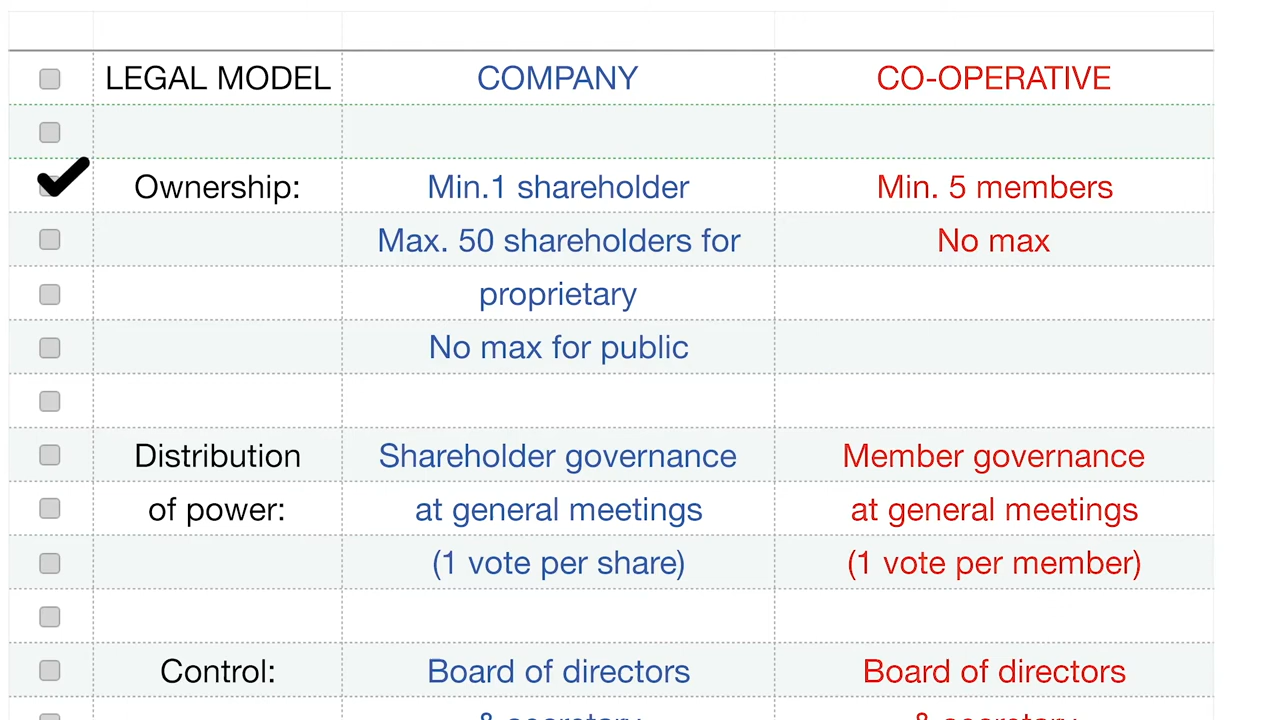 LEGAL MODEL COMPANY CO-OPERATIVE
Ownership: Min.1 shareholder Min. 5 members
Max. 50 shareholders for No max
proprietary
No max for public
Distribution Shareholder governance Member governance
of power: at general meetings at general meetings
(1 vote per share) (1 vote per member)
Control: Board of directors Board of directors
& secretary & secretary